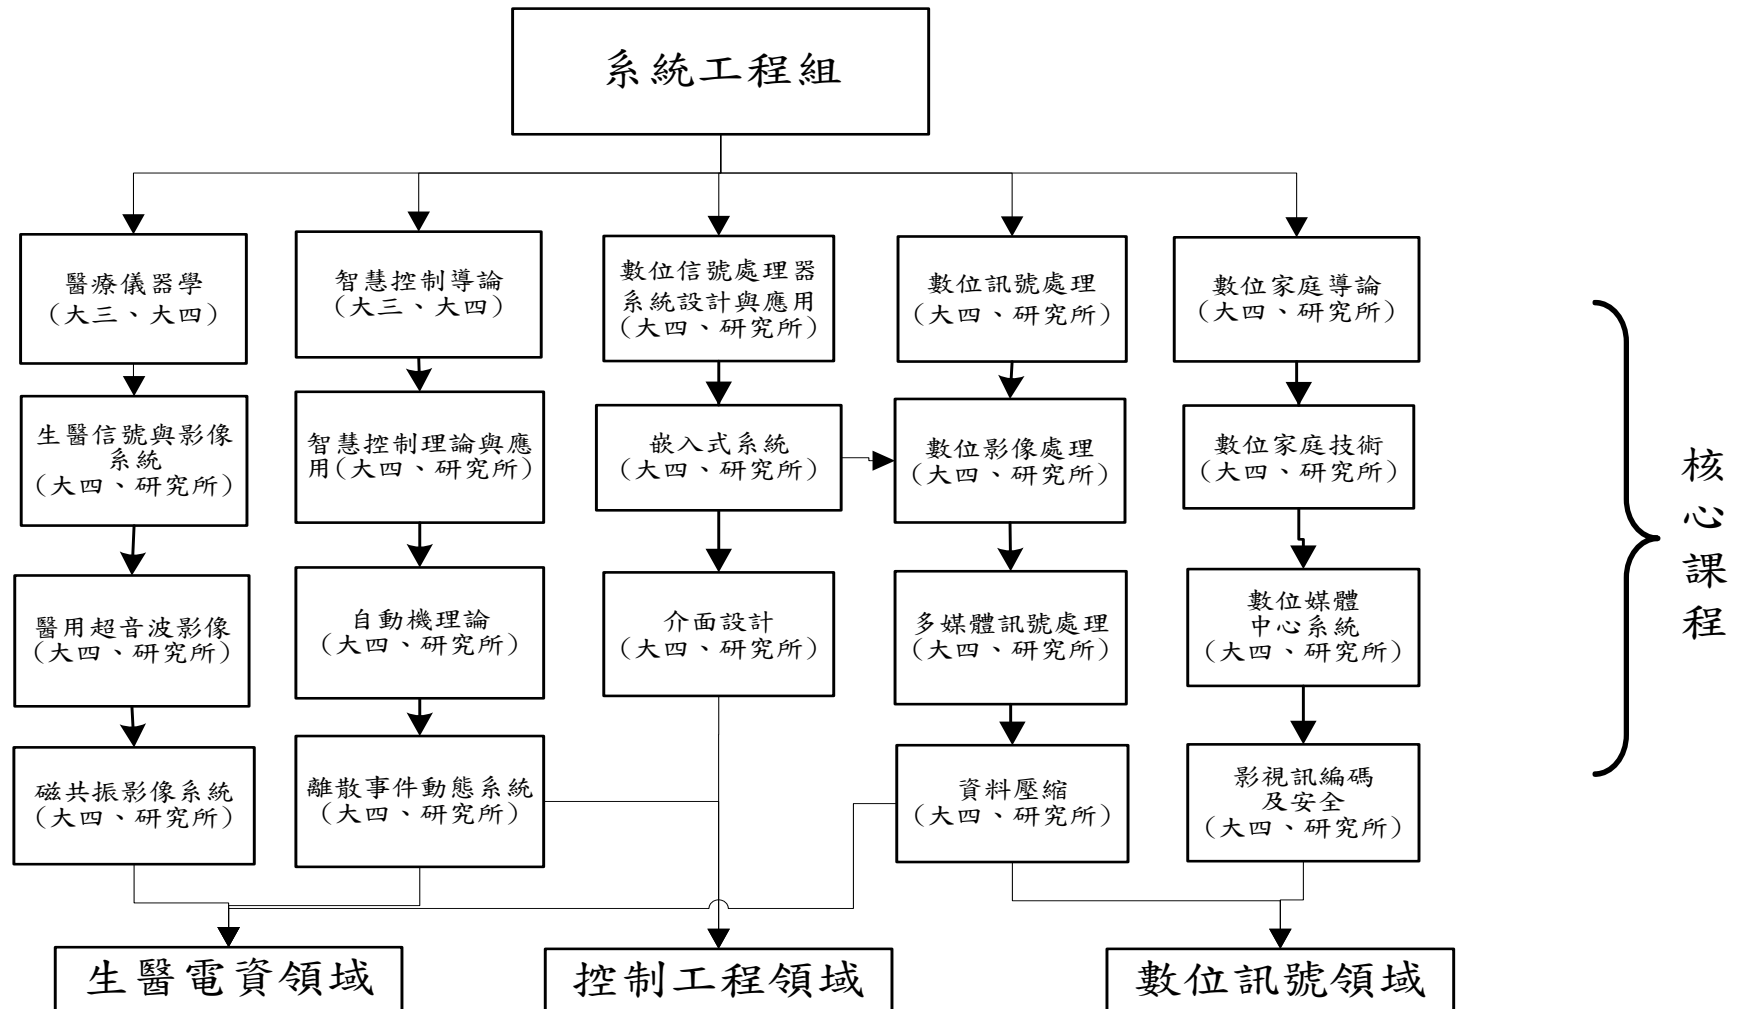 系統工程組
醫療儀器學
(大三、大四)
智慧控制導論
(大三、大四)
數位信號處理器
系統設計與應用
(大四、研究所)
數位訊號處理
(大四、研究所)
數位家庭導論
(大四、研究所)
生醫信號與影像
系統
(大四、研究所)
智慧控制理論與應
用(大四、研究所)
嵌入式系統
(大四、研究所)
數位影像處理
(大四、研究所)
數位家庭技術
(大四、研究所)
醫用超音波影像
(大四、研究所)
自動機理論
(大四、研究所)
介面設計
(大四、研究所)
多媒體訊號處理
(大四、研究所)
數位媒體
中心系統
(大四、研究所)
磁共振影像系統
(大四、研究所)
離散事件動態系統
(大四、研究所)
資料壓縮
(大四、研究所)
影視訊編碼
及安全
(大四、研究所)
核心課程
生醫電資領域
控制工程領域
數位訊號領域